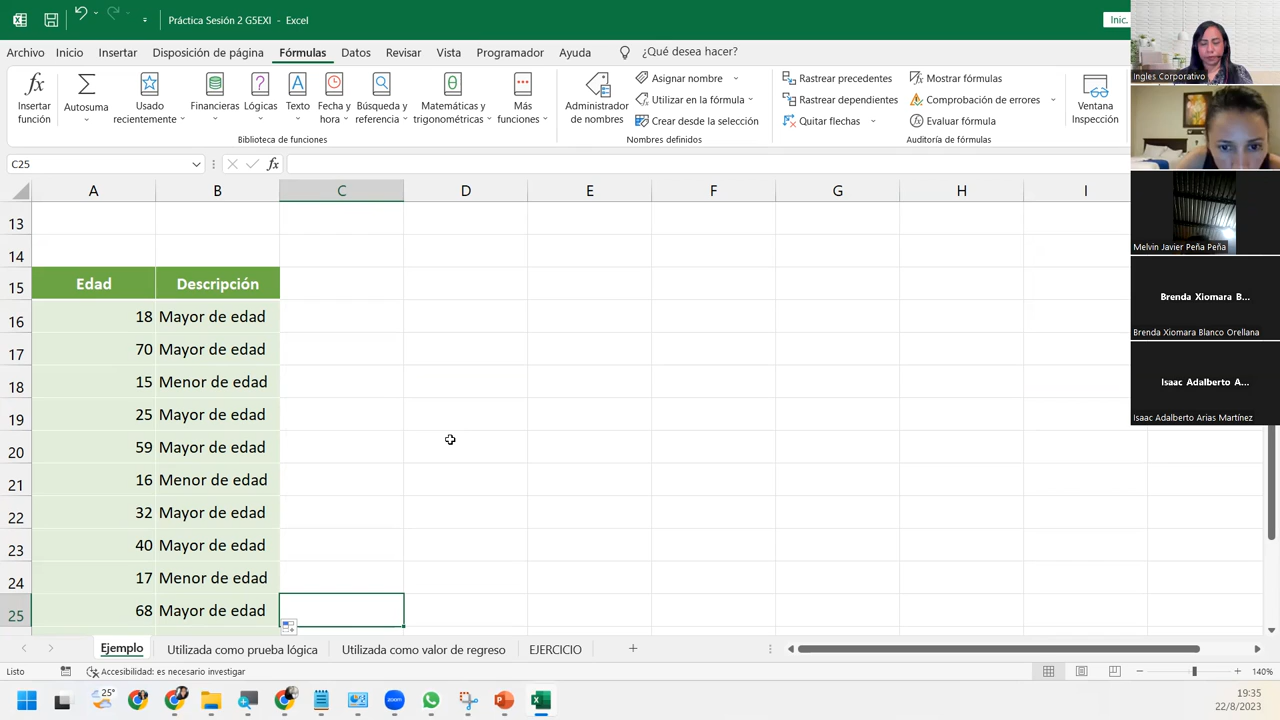 Práctica Sesión 2 G5EXI - Excel
Inic.
Archivo Inicio Insertar Disposición de página Fórmulas Datos Revisar Vista Ayuda ¿Qué desea hacer?
Insertar función
Autosuma
Usado recientemente
Financieras
Lógicas
Texto
Fecha y hora
Búsqueda y referencia
Matemáticas y trigonométricas
Más funciones
Biblioteca de funciones
Administrador de nombres
Asignar nombre
Utilizar en la fórmula
Crear desde la selección
Nombres definidos
Rastrear precedentes
Rastrear dependientes
Quitar flechas
Mostrar fórmulas
Comprobación de errores
Evaluar fórmula
Auditoría de fórmulas
Ventana Inspección
C25
fx
A B C D E F G H I
13
14
15 Edad Descripción
16 18 Mayor de edad
17 70 Mayor de edad
18 15 Menor de edad
19 25 Mayor de edad
20 59 Mayor de edad
21 16 Menor de edad
22 32 Mayor de edad
23 40 Mayor de edad
24 17 Menor de edad
25 68 Mayor de edad
Ingles Corporativo
Melvin Javier Peña Peña
Brenda Xiomara B...
Brenda Xiomara Blanco Orellana
Isaac Adalberto A...
Isaac Adalberto Arias Martínez
Ejemplo Utilizada como prueba lógica Utilizada como valor de regreso EJERCICIO
Listo Accesibilidad: es necesario investigar 140%
25°
zoom
19:35
22/8/2023